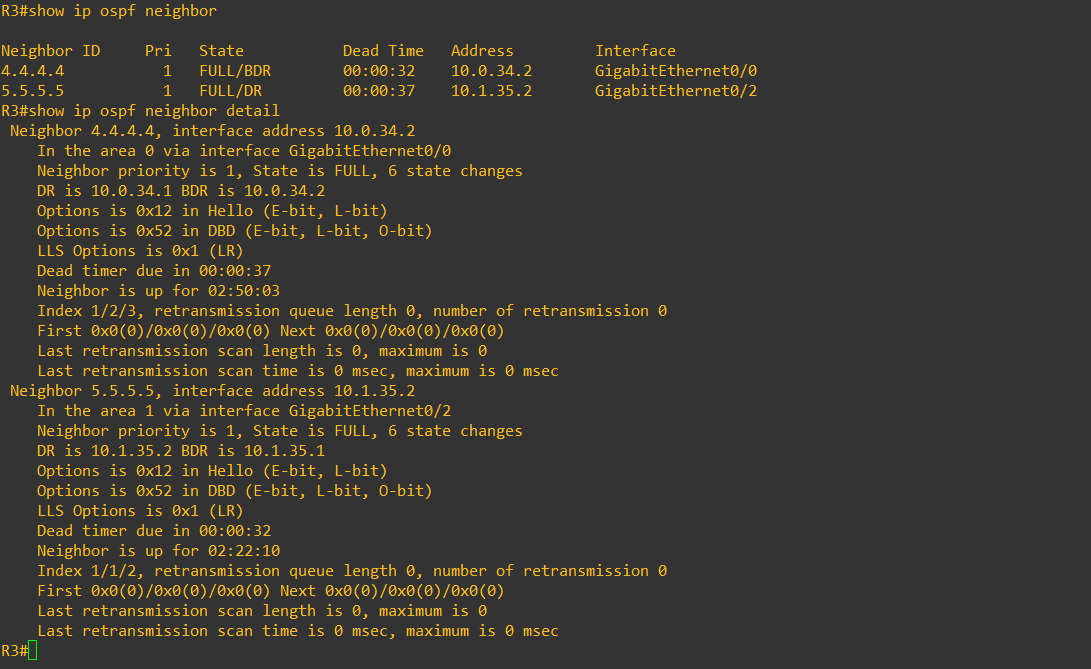 R3#show ip ospf neighbor
Neighbor ID     Pri   State           Dead Time   Address         Interface
4.4.4.4           1   FULL/BDR        00:00:32    10.0.34.2       GigabitEthernet0/0
5.5.5.5           1   FULL/DR         00:00:37    10.1.35.2       GigabitEthernet0/2
R3#show ip ospf neighbor detail
 Neighbor 4.4.4.4, interface address 10.0.34.2
    In the area 0 via interface GigabitEthernet0/0
    Neighbor priority is 1, State is FULL, 6 state changes
    DR is 10.0.34.1 BDR is 10.0.34.2
    Options is 0x12 in Hello (E-bit, L-bit)
    Options is 0x52 in DBD (E-bit, L-bit, O-bit)
    LLS Options is 0x1 (LR)
    Dead timer due in 00:00:37
    Neighbor is up for 02:50:03
    Index 1/2/3, retransmission queue length 0, number of retransmission 0
    First 0x0(0)/0x0(0)/0x0(0) Next 0x0(0)/0x0(0)/0x0(0)
    Last retransmission scan length is 0, maximum is 0
    Last retransmission scan time is 0 msec, maximum is 0 msec
 Neighbor 5.5.5.5, interface address 10.1.35.2
    In the area 1 via interface GigabitEthernet0/2
    Neighbor priority is 1, State is FULL, 6 state changes
    DR is 10.1.35.2 BDR is 10.1.35.1
    Options is 0x12 in Hello (E-bit, L-bit)
    Options is 0x52 in DBD (E-bit, L-bit, O-bit)
    LLS Options is 0x1 (LR)
    Dead timer due in 00:00:32
    Neighbor is up for 02:22:10
    Index 1/1/2, retransmission queue length 0, number of retransmission 0
    First 0x0(0)/0x0(0)/0x0(0) Next 0x0(0)/0x0(0)/0x0(0)
    Last retransmission scan length is 0, maximum is 0
    Last retransmission scan time is 0 msec, maximum is 0 msec
R3#